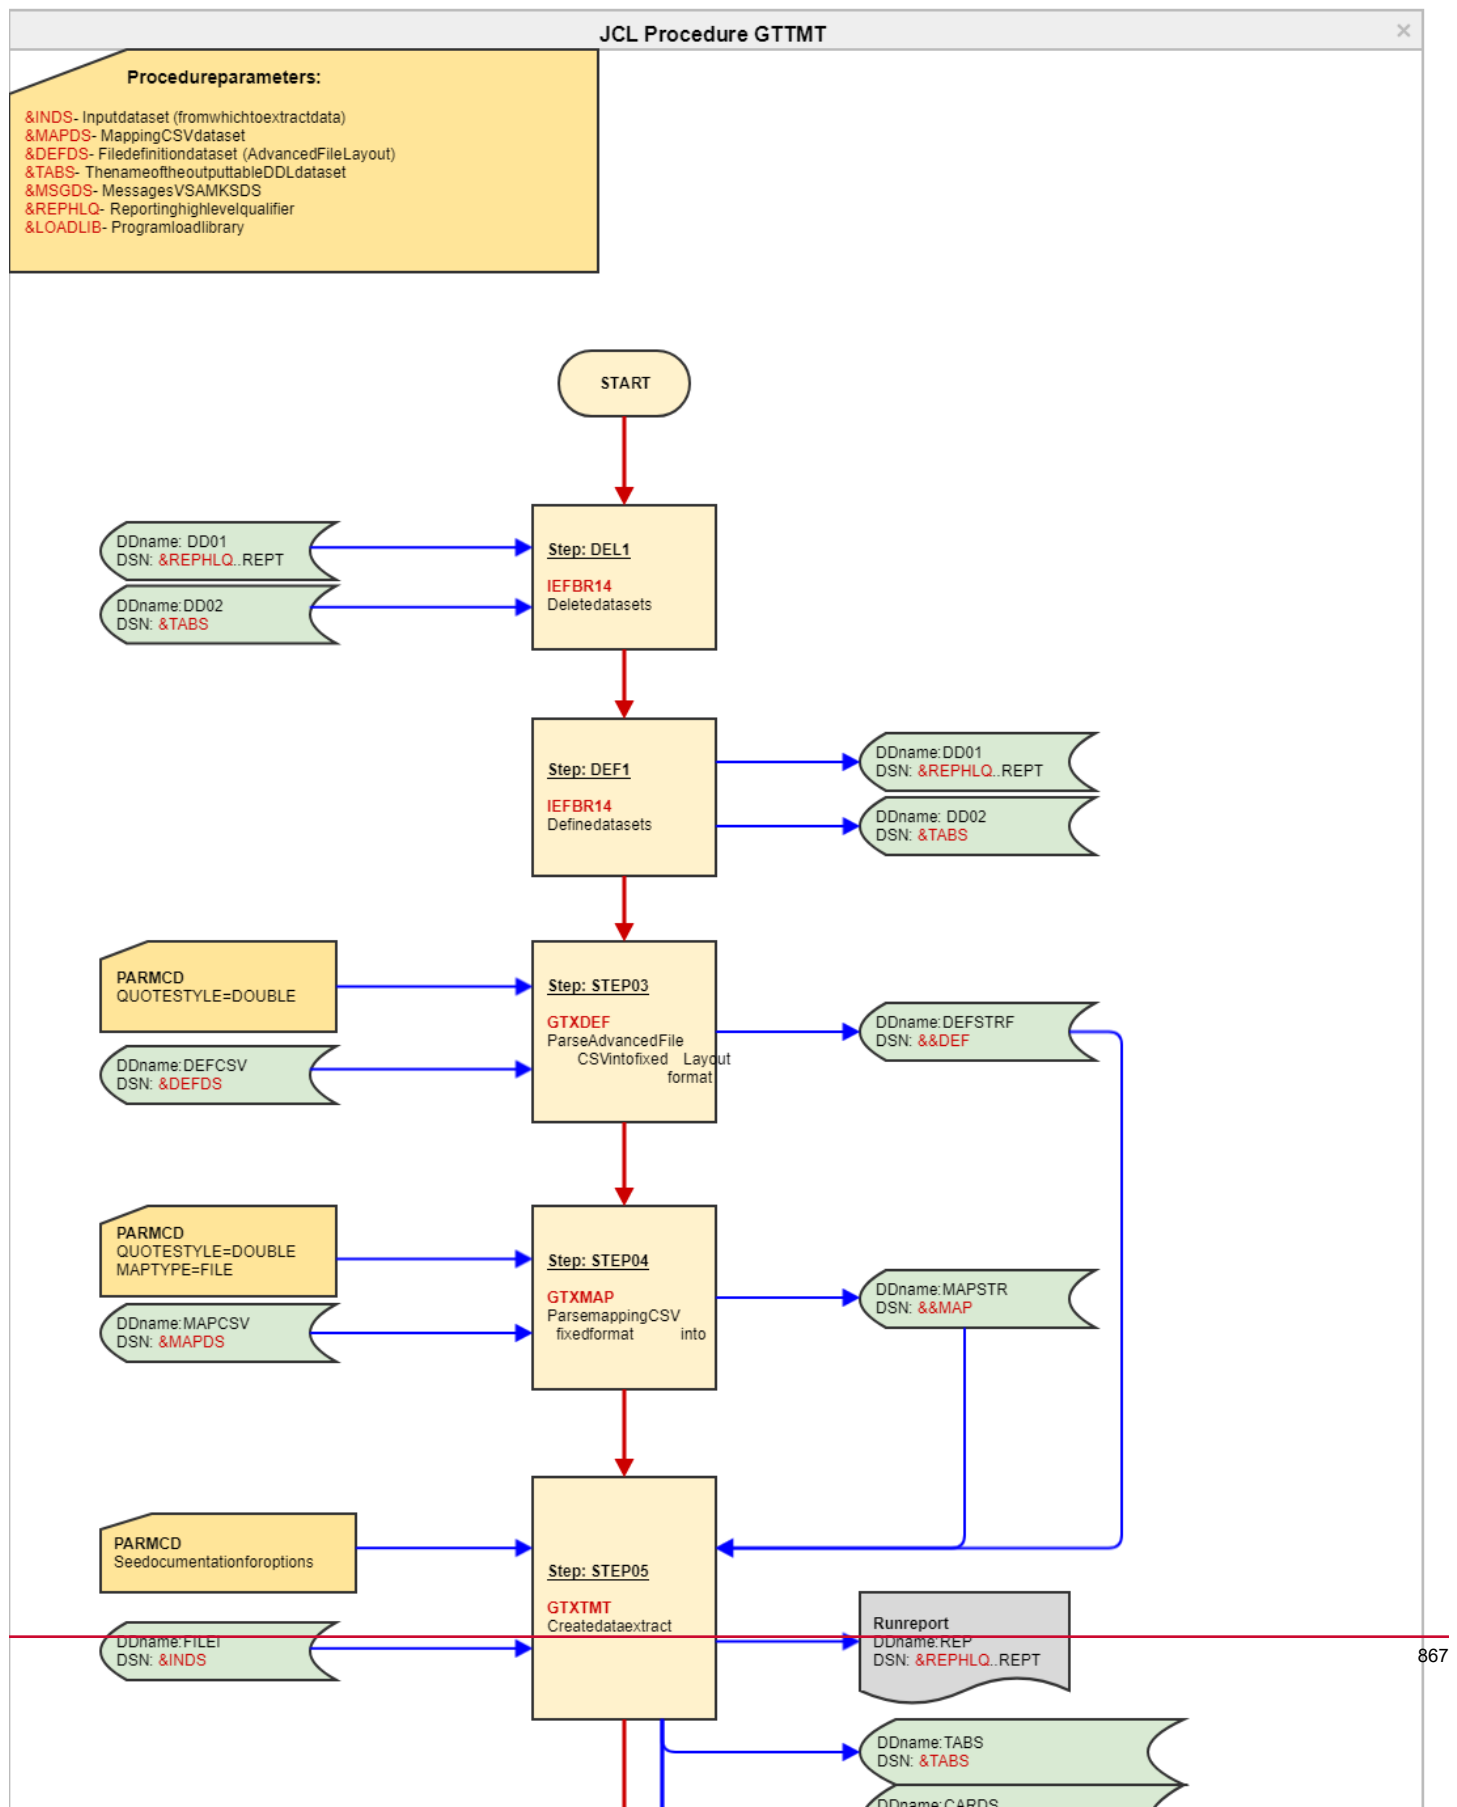 JCL Procedure GTTMT
×
Procedureparameters:
&INDS- Inputdataset (fromwhichtoextractdata)
&MAPDS- MappingCSVdataset
&DEFDS- Filedefinitiondataset (AdvancedFileLayout)
&TABS- ThenameoftheoutputtableDDLdataset
&MSGDS- MessagesVSAMKSDS
&REPHLQ- Reportinghighlevelqualifier
&LOADLIB- Programloadlibrary
START
DDname: DD01
DSN: &REPHLQ..REPT
DDname:DD02
DSN: &TABS
Step: DEL1
IEFBR14
Deletedatasets
Step: DEF1
IEFBR14
Definedatasets
DDname:DD01
DSN: &REPHLQ..REPT
DDname: DD02
DSN: &TABS
PARMCD
QUOTESTYLE=DOUBLE
DDname:DEFCSV
DSN: &DEFDS
Step: STEP03
GTXDEF
ParseAdvancedFile
CSVintofixed Layout
format
DDname:DEFSTRF
DSN: &&DEF
PARMCD
QUOTESTYLE=DOUBLE
MAPTYPE=FILE
DDname:MAPCSV
DSN: &MAPDS
Step: STEP04
GTXMAP
ParsemappingCSV
fixedformat into
DDname:MAPSTR
DSN: &&MAP
PARMCD
Seedocumentationforoptions
DDname:FILEI
DSN: &INDS
Step: STEP05
GTXTMT
Createdataextract
Runreport
DDname:REP
DSN: &REPHLQ..REPT
867
DDname:TABS
DSN: &TABS
DDname:CARDS